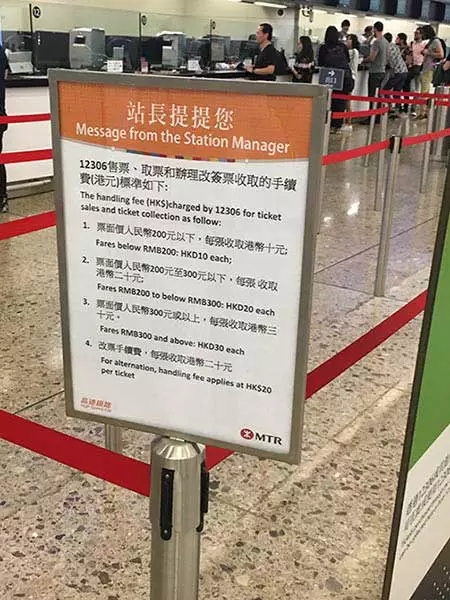 12
站長提提您
Message from the Station Manager
12306售票、取票和辦理改簽票收取的手續
費(港元)標準如下:
The handling fee (HK$)charged by 12306 for ticket
sales and ticket collection as follow:
1. 票面價人民幣200元以下，每張收取港幣十元;
Fares below RMB200: HKD10 each;
2. 票面價人民幣200元至300元以下，每張 收取
港幣二十元;
Fares RMB200 to below RMB300: HKD20 each
3. 票面價人民幣300元或以上，每張收取港幣三
十元。
Fares RMB300 and above: HKD30 each
4. 改票手續費，每張收取港幣二十元
For alternation, handling fee applies at HK$20
per ticket
高速鐵路
MTR